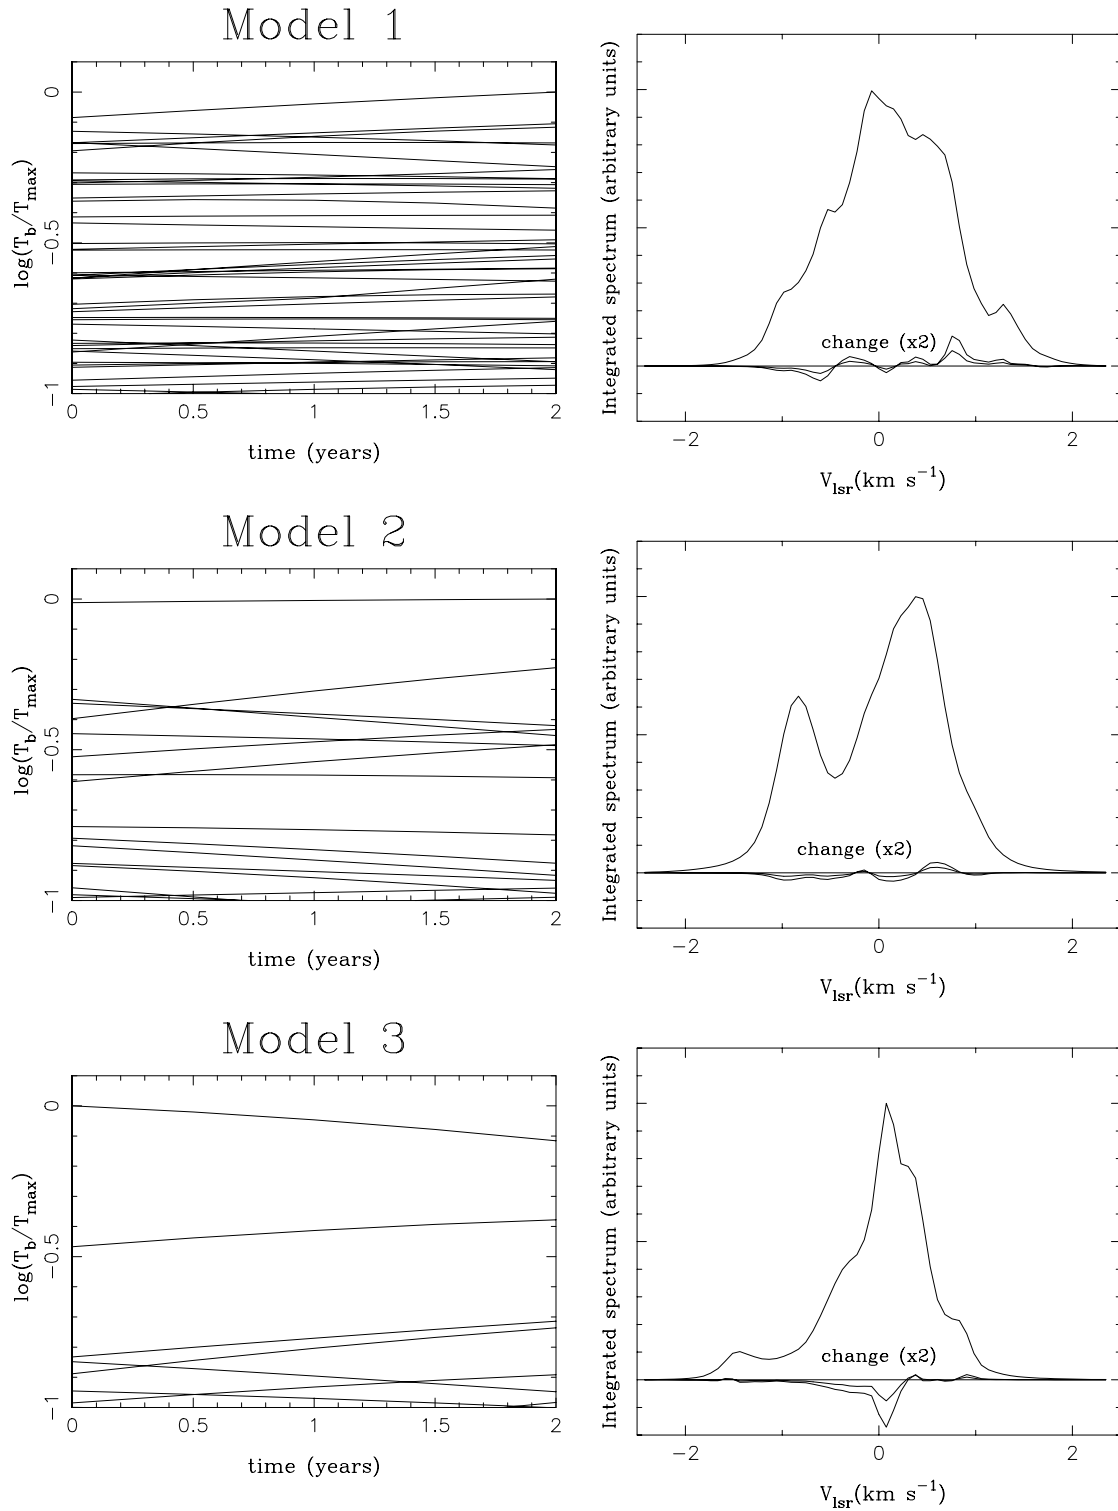 Model 1
log(T_b/T_max)
0
−0.5
−1
0 0.5 1 1.5 2
time (years)
Integrated spectrum (arbitrary units)
change (x2)
−2 0 2
V_lsr(km s^−1)
Model 2
log(T_b/T_max)
0
−0.5
−1
0 0.5 1 1.5 2
time (years)
Integrated spectrum (arbitrary units)
change (x2)
−2 0 2
V_lsr(km s^−1)
Model 3
log(T_b/T_max)
0
−0.5
−1
0 0.5 1 1.5 2
time (years)
Integrated spectrum (arbitrary units)
change (x2)
−2 0 2
V_lsr(km s^−1)